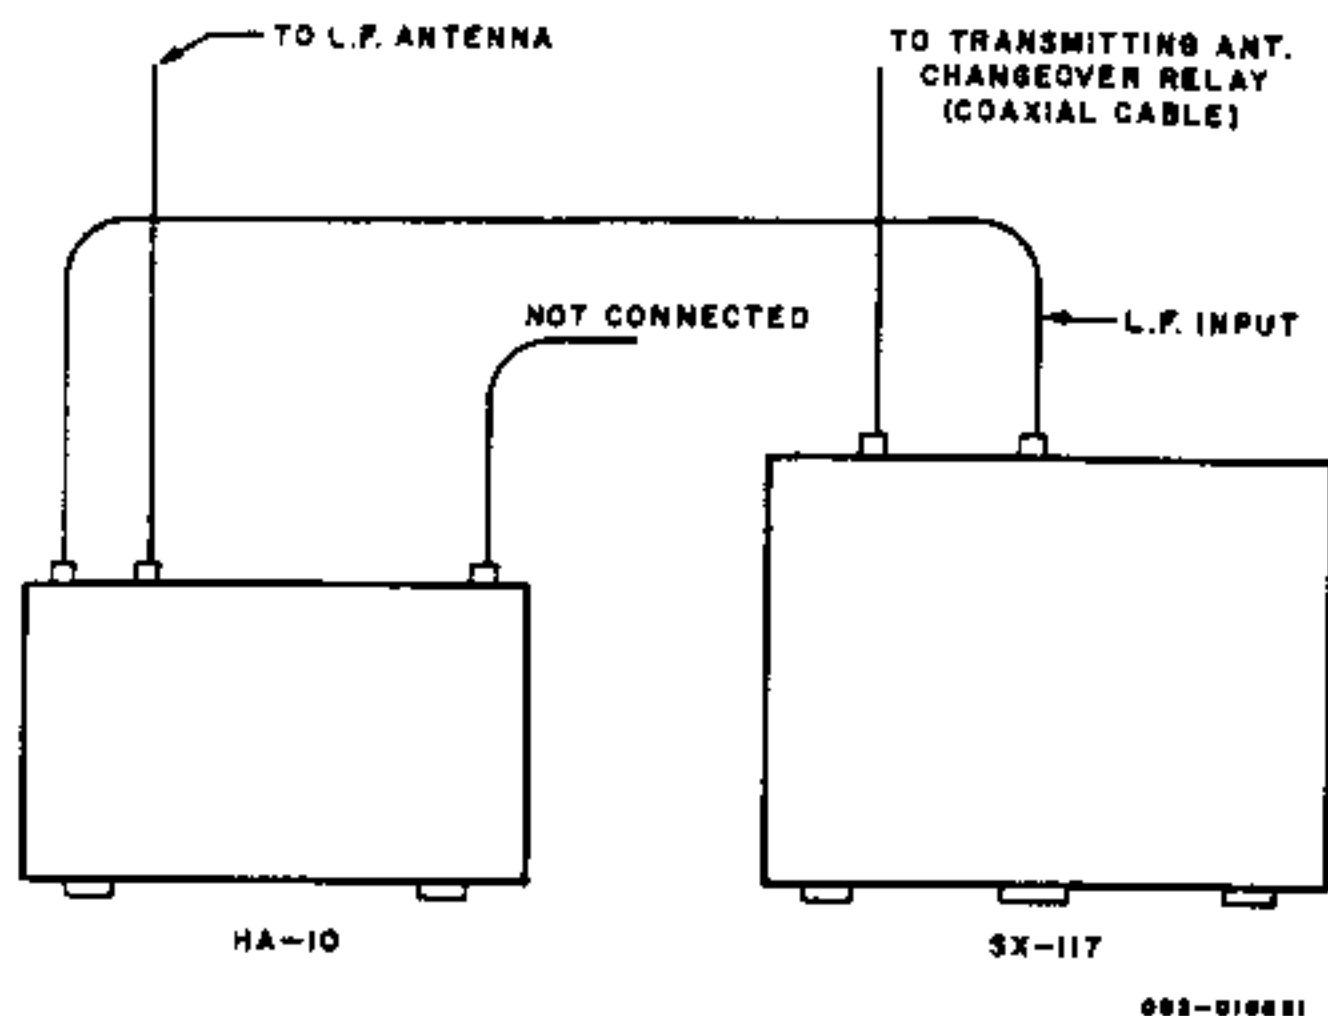 TO L.F. ANTENNA
TO TRANSMITTING ANT.
CHANGEOVER RELAY
(COAXIAL CABLE)
NOT CONNECTED
L.F. INPUT
HA-10
SX-117